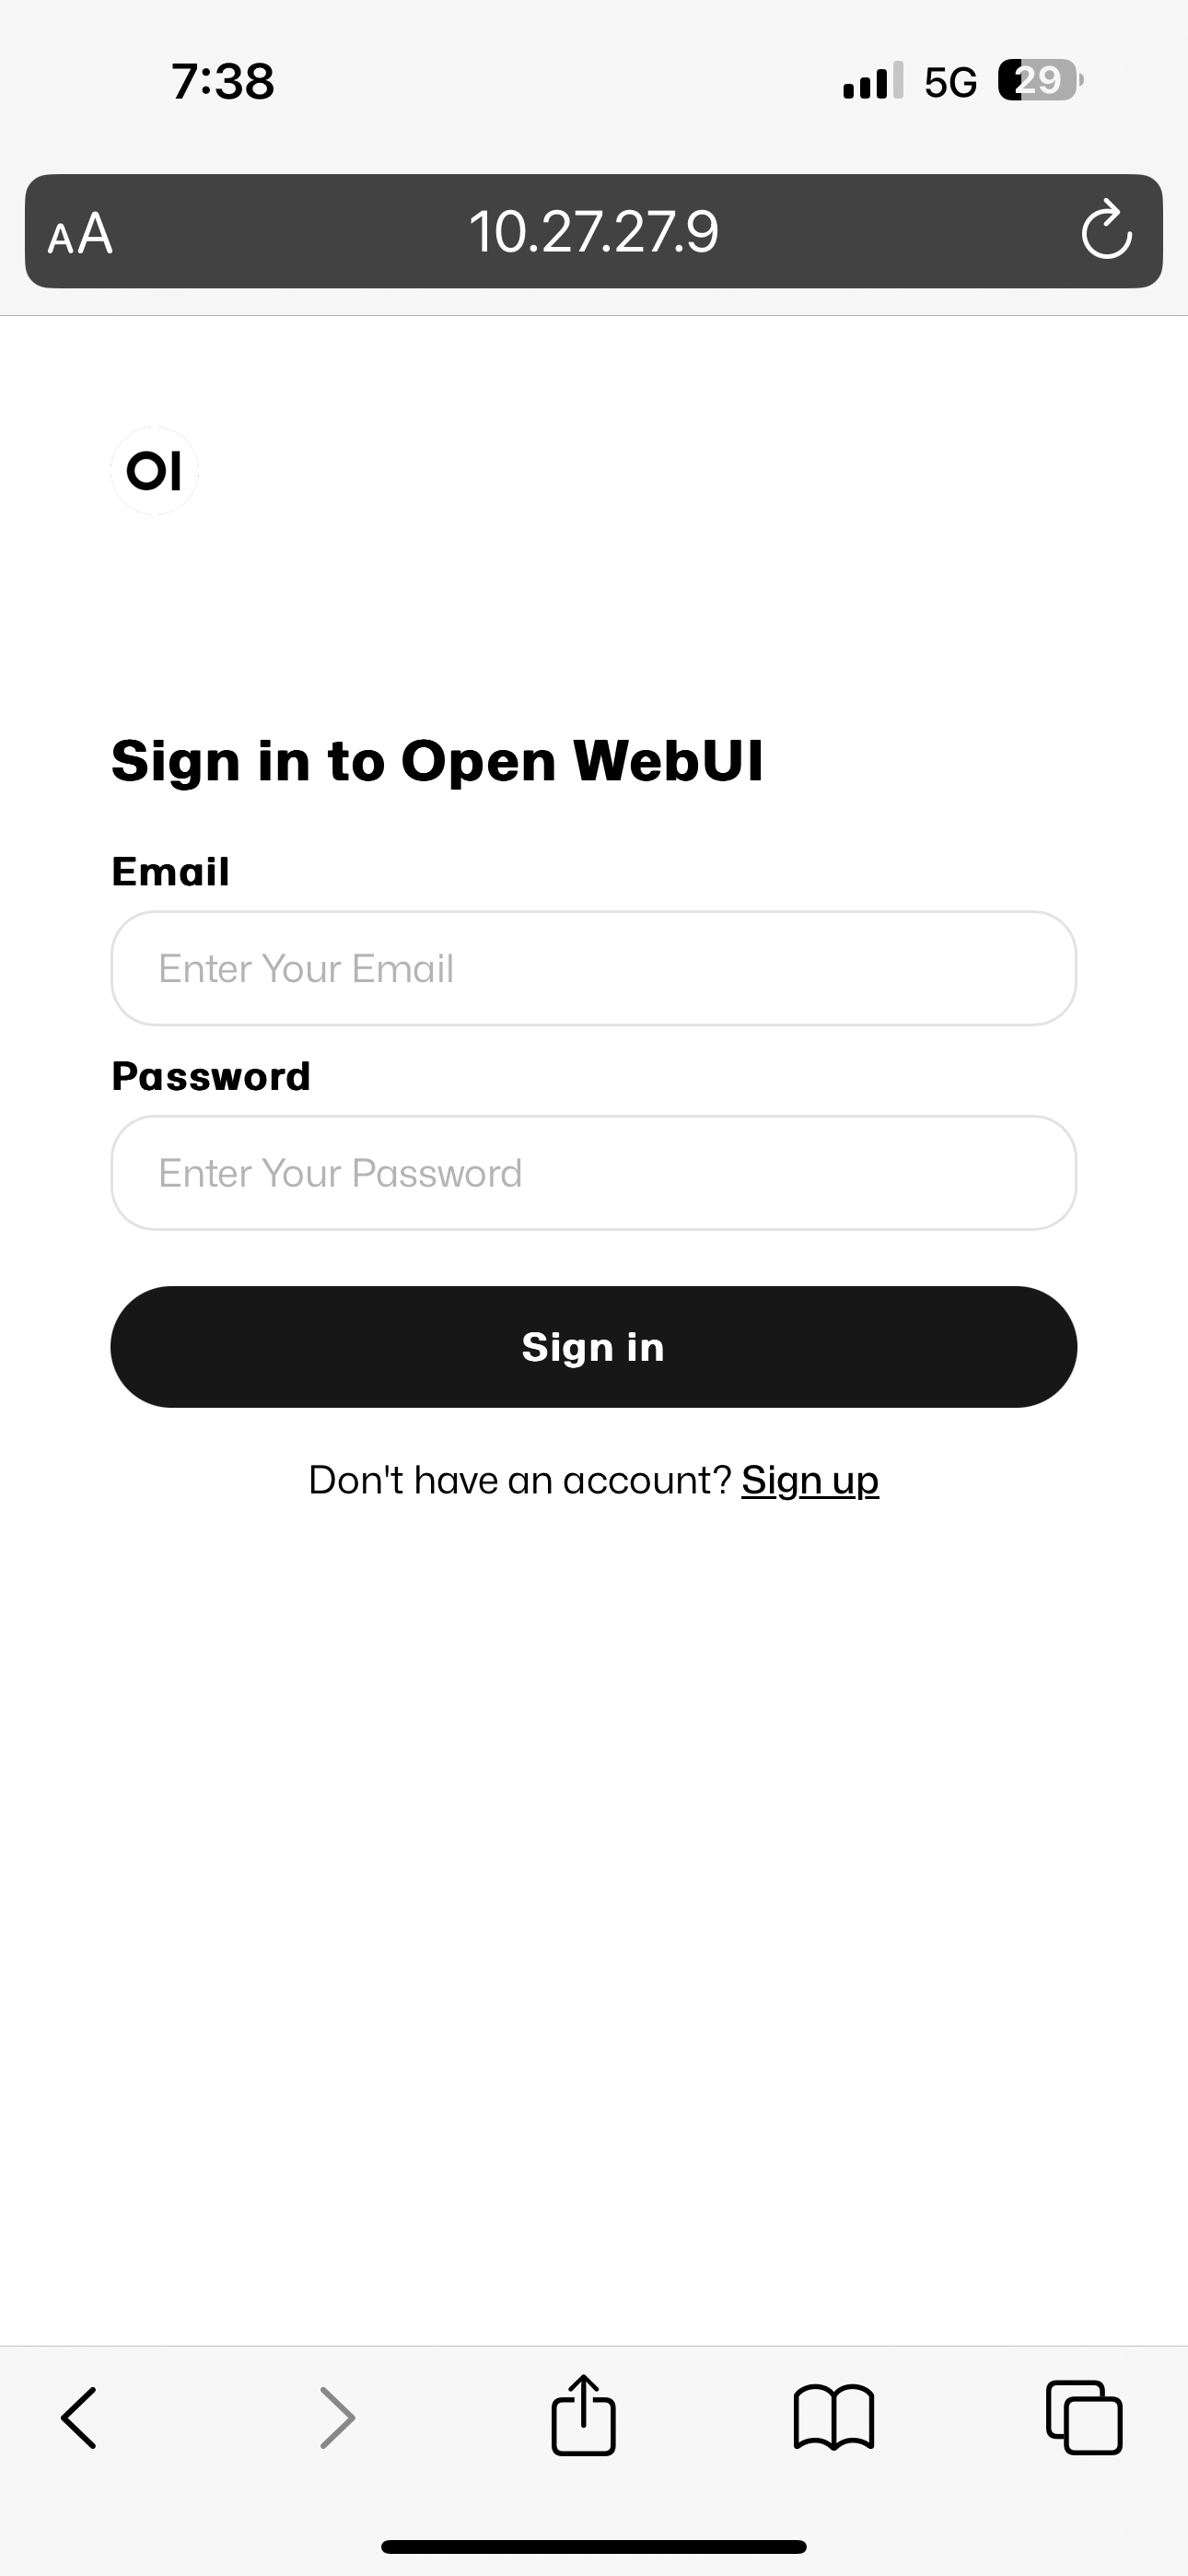 7:38 5G 29
AA 10.27.27.9
OI
Sign in to Open WebUI
Email
Enter Your Email
Password
Enter Your Password
Sign in
Don't have an account? Sign up